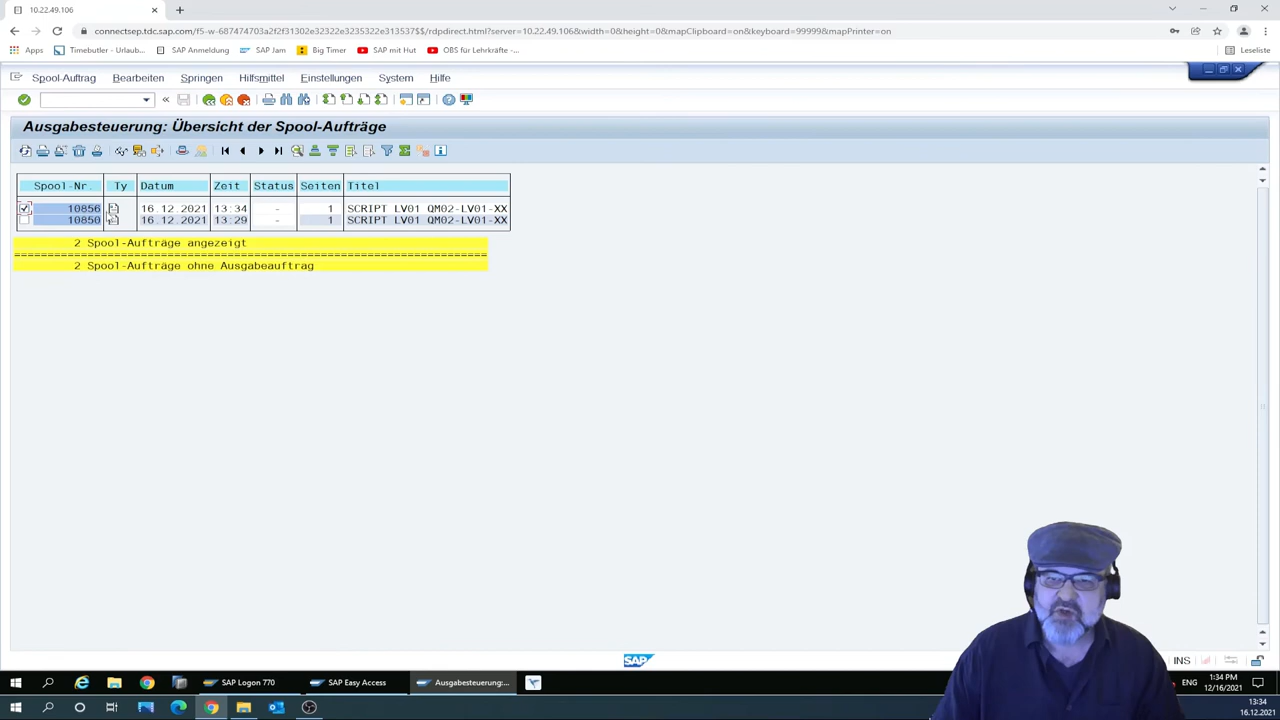 10.22.49.106
connectsep.tdc.sap.com/f5-w-687474703a2f2f31302e32322e3235322e313537$$/rdpdirect.html?server=10.22.49.106&width=0&height=0&mapClipboard=on&keyboard=99999&mapPrinter=on
Apps Timebutler - Urlaub... SAP Anmeldung SAP Jam Big Timer SAP mit Hut OBS für Lehrkräfte -... Leseliste
Spool-Auftrag Bearbeiten Springen Hilfsmittel Einstellungen System Hilfe
Ausgabesteuerung: Übersicht der Spool-Aufträge
Spool-Nr. Ty Datum Zeit Status Seiten Titel
10856 16.12.2021 13:34 - 1 SCRIPT LV01 QM02-LV01-XX
10850 16.12.2021 13:29 - 1 SCRIPT LV01 QM02-LV01-XX
2 Spool-Aufträge angezeigt
2 Spool-Aufträge ohne Ausgabeauftrag
SAP INS
SAP Logon 770 SAP Easy Access Ausgabesteuerung:... ENG 1:34 PM
12/16/2021
13:34
16.12.2021